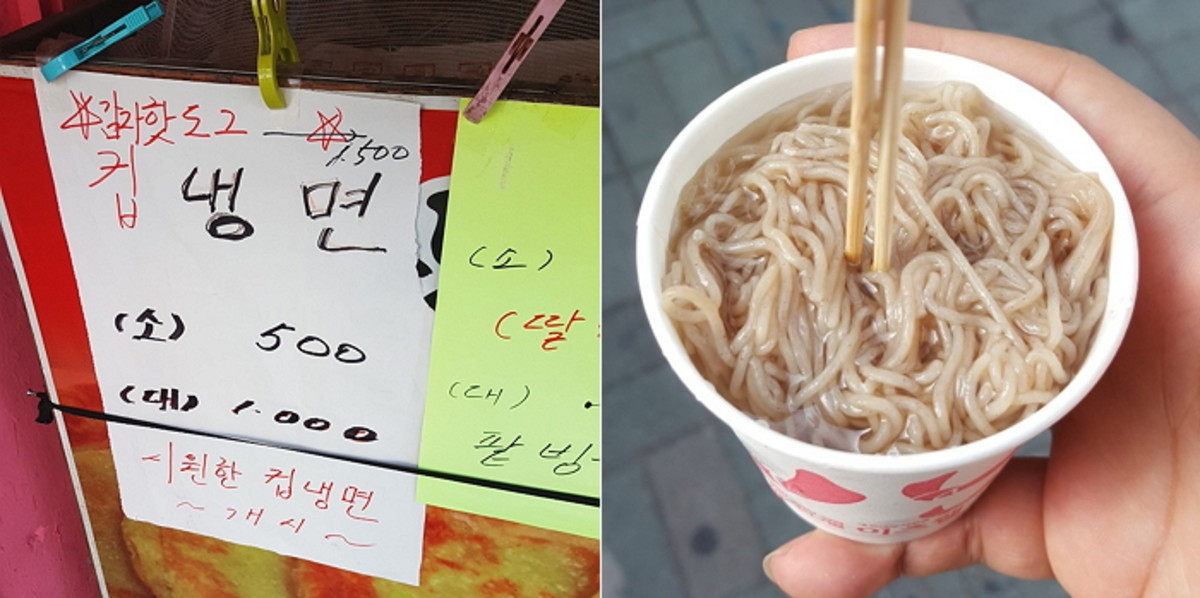 감자핫도그
1.500
컵
냉면
(소) 500
(대) 1.000
시원한 컵냉면
~ 개시 ~
(소)
(딸
(대)
팥빙